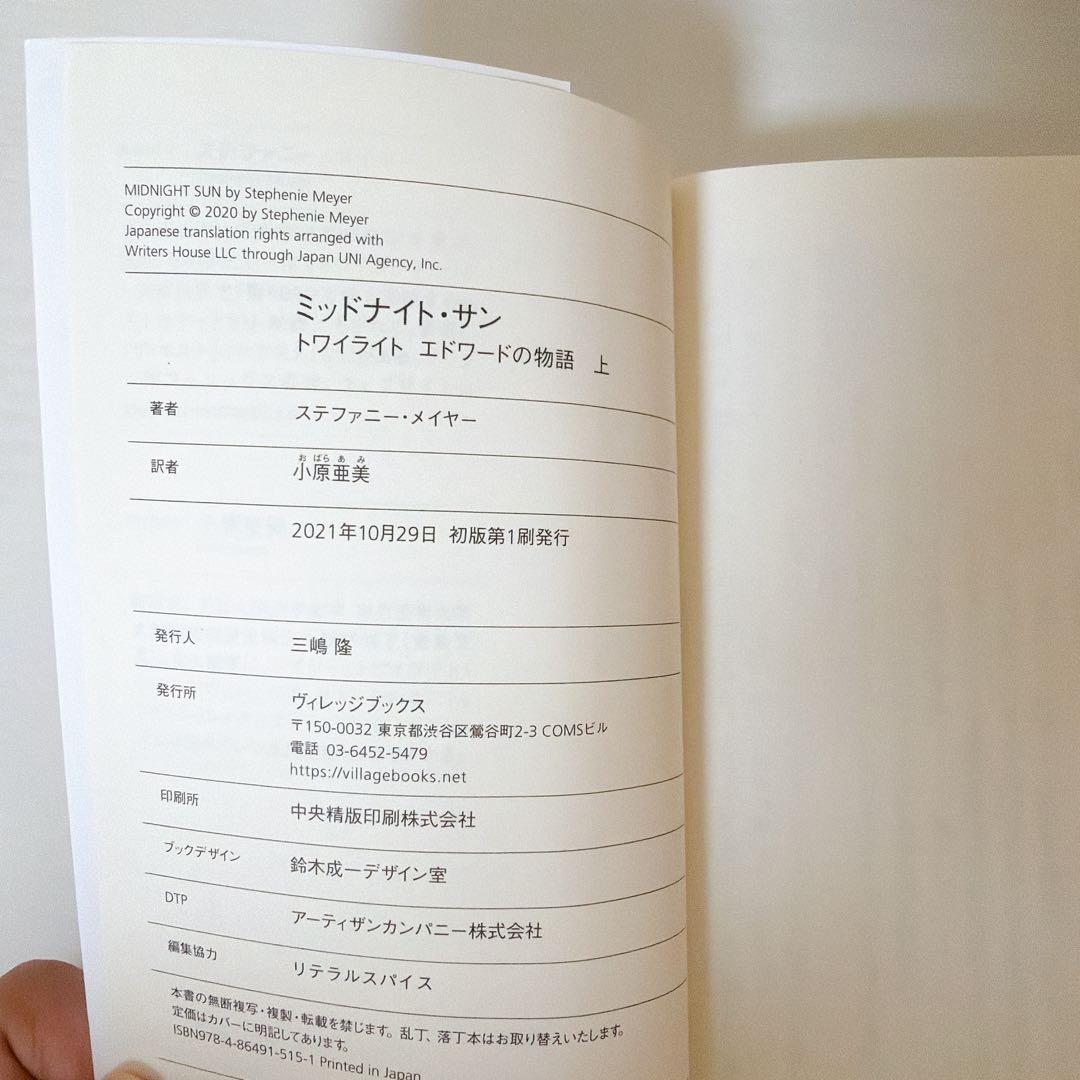 MIDNIGHT SUN by Stephenie Meyer
Copyright © 2020 by Stephenie Meyer
Japanese translation rights arranged with
Writers House LLC through Japan UNI Agency, Inc.
ミッドナイト・サン
トワイライト エドワードの物語 上
著者 ステファニー・メイヤー
おばら あみ
訳者 小原亜美
2021年10月29日 初版第1刷発行
発行人 三嶋 隆
発行所 ヴィレッジブックス
〒150-0032 東京都渋谷区鶯谷町2-3 COMSビル
電話 03-6452-5479
https://villagebooks.net
印刷所 中央精版印刷株式会社
ブックデザイン 鈴木成一デザイン室
DTP アーティザンカンパニー株式会社
編集協力 リテラルスパイス
本書の無断複写・複製・転載を禁じます。乱丁、落丁本はお取り替えいたします。
定価はカバーに明記してあります。
ISBN978-4-86491-515-1 Printed in Japan